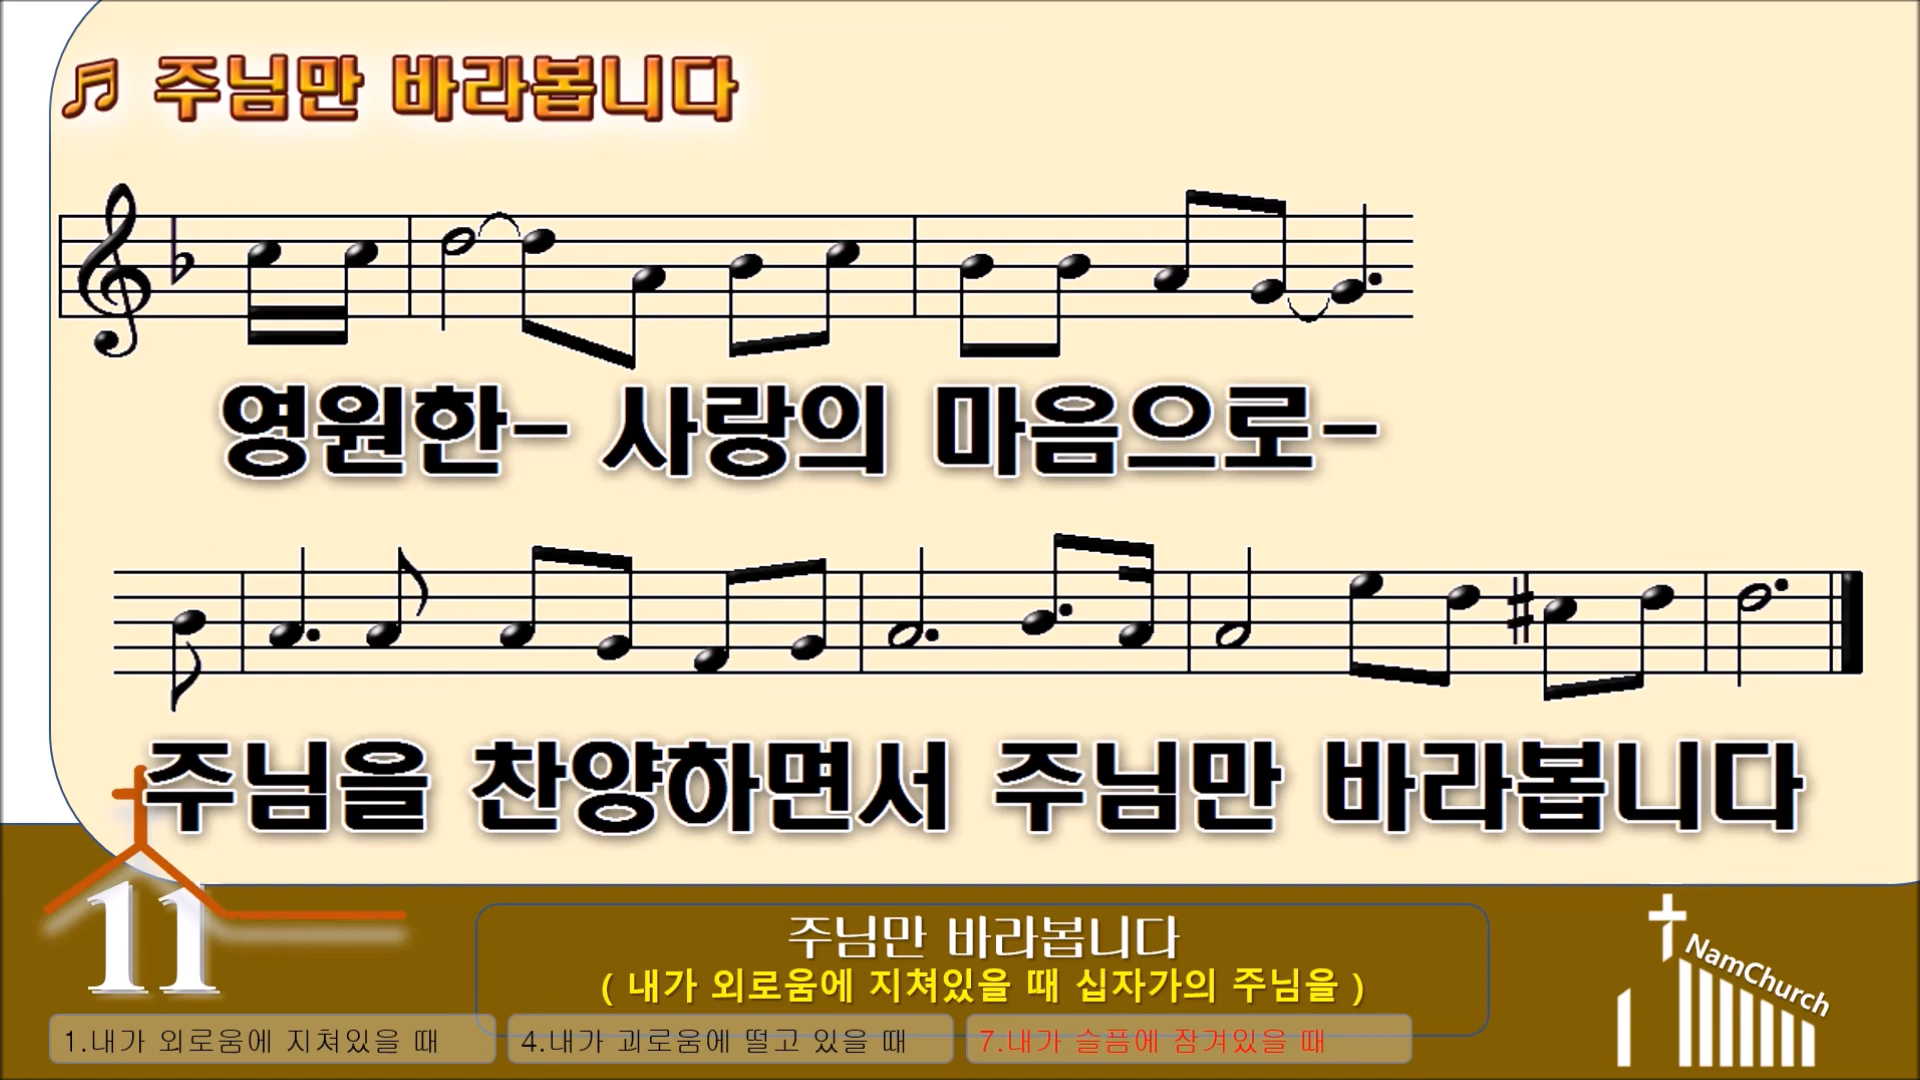 ♬ 주님만 바라봅니다
영원한- 사랑의 마음으로-
주님을 찬양하면서 주님만 바라봅니다
11
주님만 바라봅니다
( 내가 외로움에 지쳐있을 때 십자가의 주님을 )
NamChurch
1.내가 외로움에 지쳐있을 때
4.내가 괴로움에 떨고 있을 때
7.내가 슬픔에 잠겨있을 때